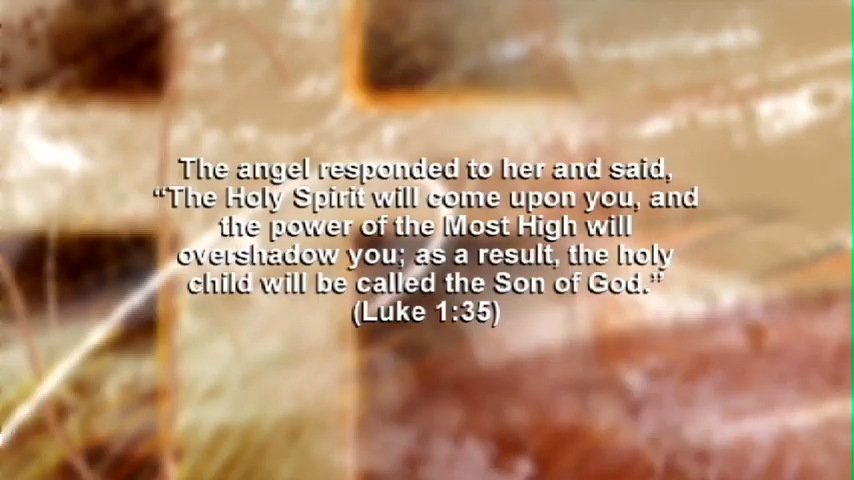 The angel responded to her and said,
“The Holy Spirit will come upon you, and
the power of the Most High will
overshadow you; as a result, the holy
child will be called the Son of God.”
(Luke 1:35)